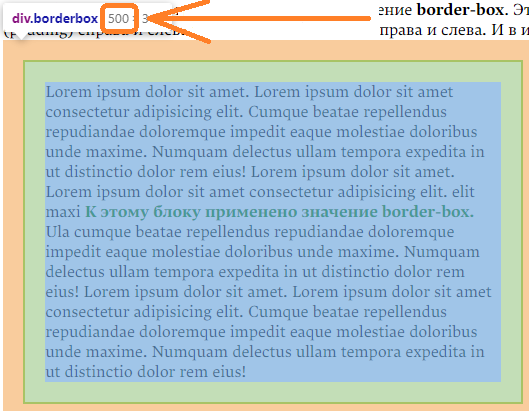 div.borderbox 500 × 3
ение border-box. Эт
права и слева. И в и
Lorem ipsum dolor sit amet. Lorem ipsum dolor sit amet
consectetur adipisicing elit. Cumque beatae repellendus
repudiandae doloremque impedit eaque molestiae doloribus
unde maxime. Numquam delectus ullam tempora expedita in
ut distinctio dolor rem eius! Lorem ipsum dolor sit amet.
Lorem ipsum dolor sit amet consectetur adipisicing elit. elit
maxi К этому блоку применено значение border-box.
Ula cumque beatae repellendus repudiandae doloremque
impedit eaque molestiae doloribus unde maxime. Numquam
delectus ullam tempora expedita in ut distinctio dolor rem
eius! Lorem ipsum dolor sit amet. Lorem ipsum dolor sit amet
consectetur adipisicing elit. Cumque beatae repellendus
repudiandae doloremque impedit eaque molestiae doloribus
unde maxime. Numquam delectus ullam tempora expedita in
ut distinctio dolor rem eius!